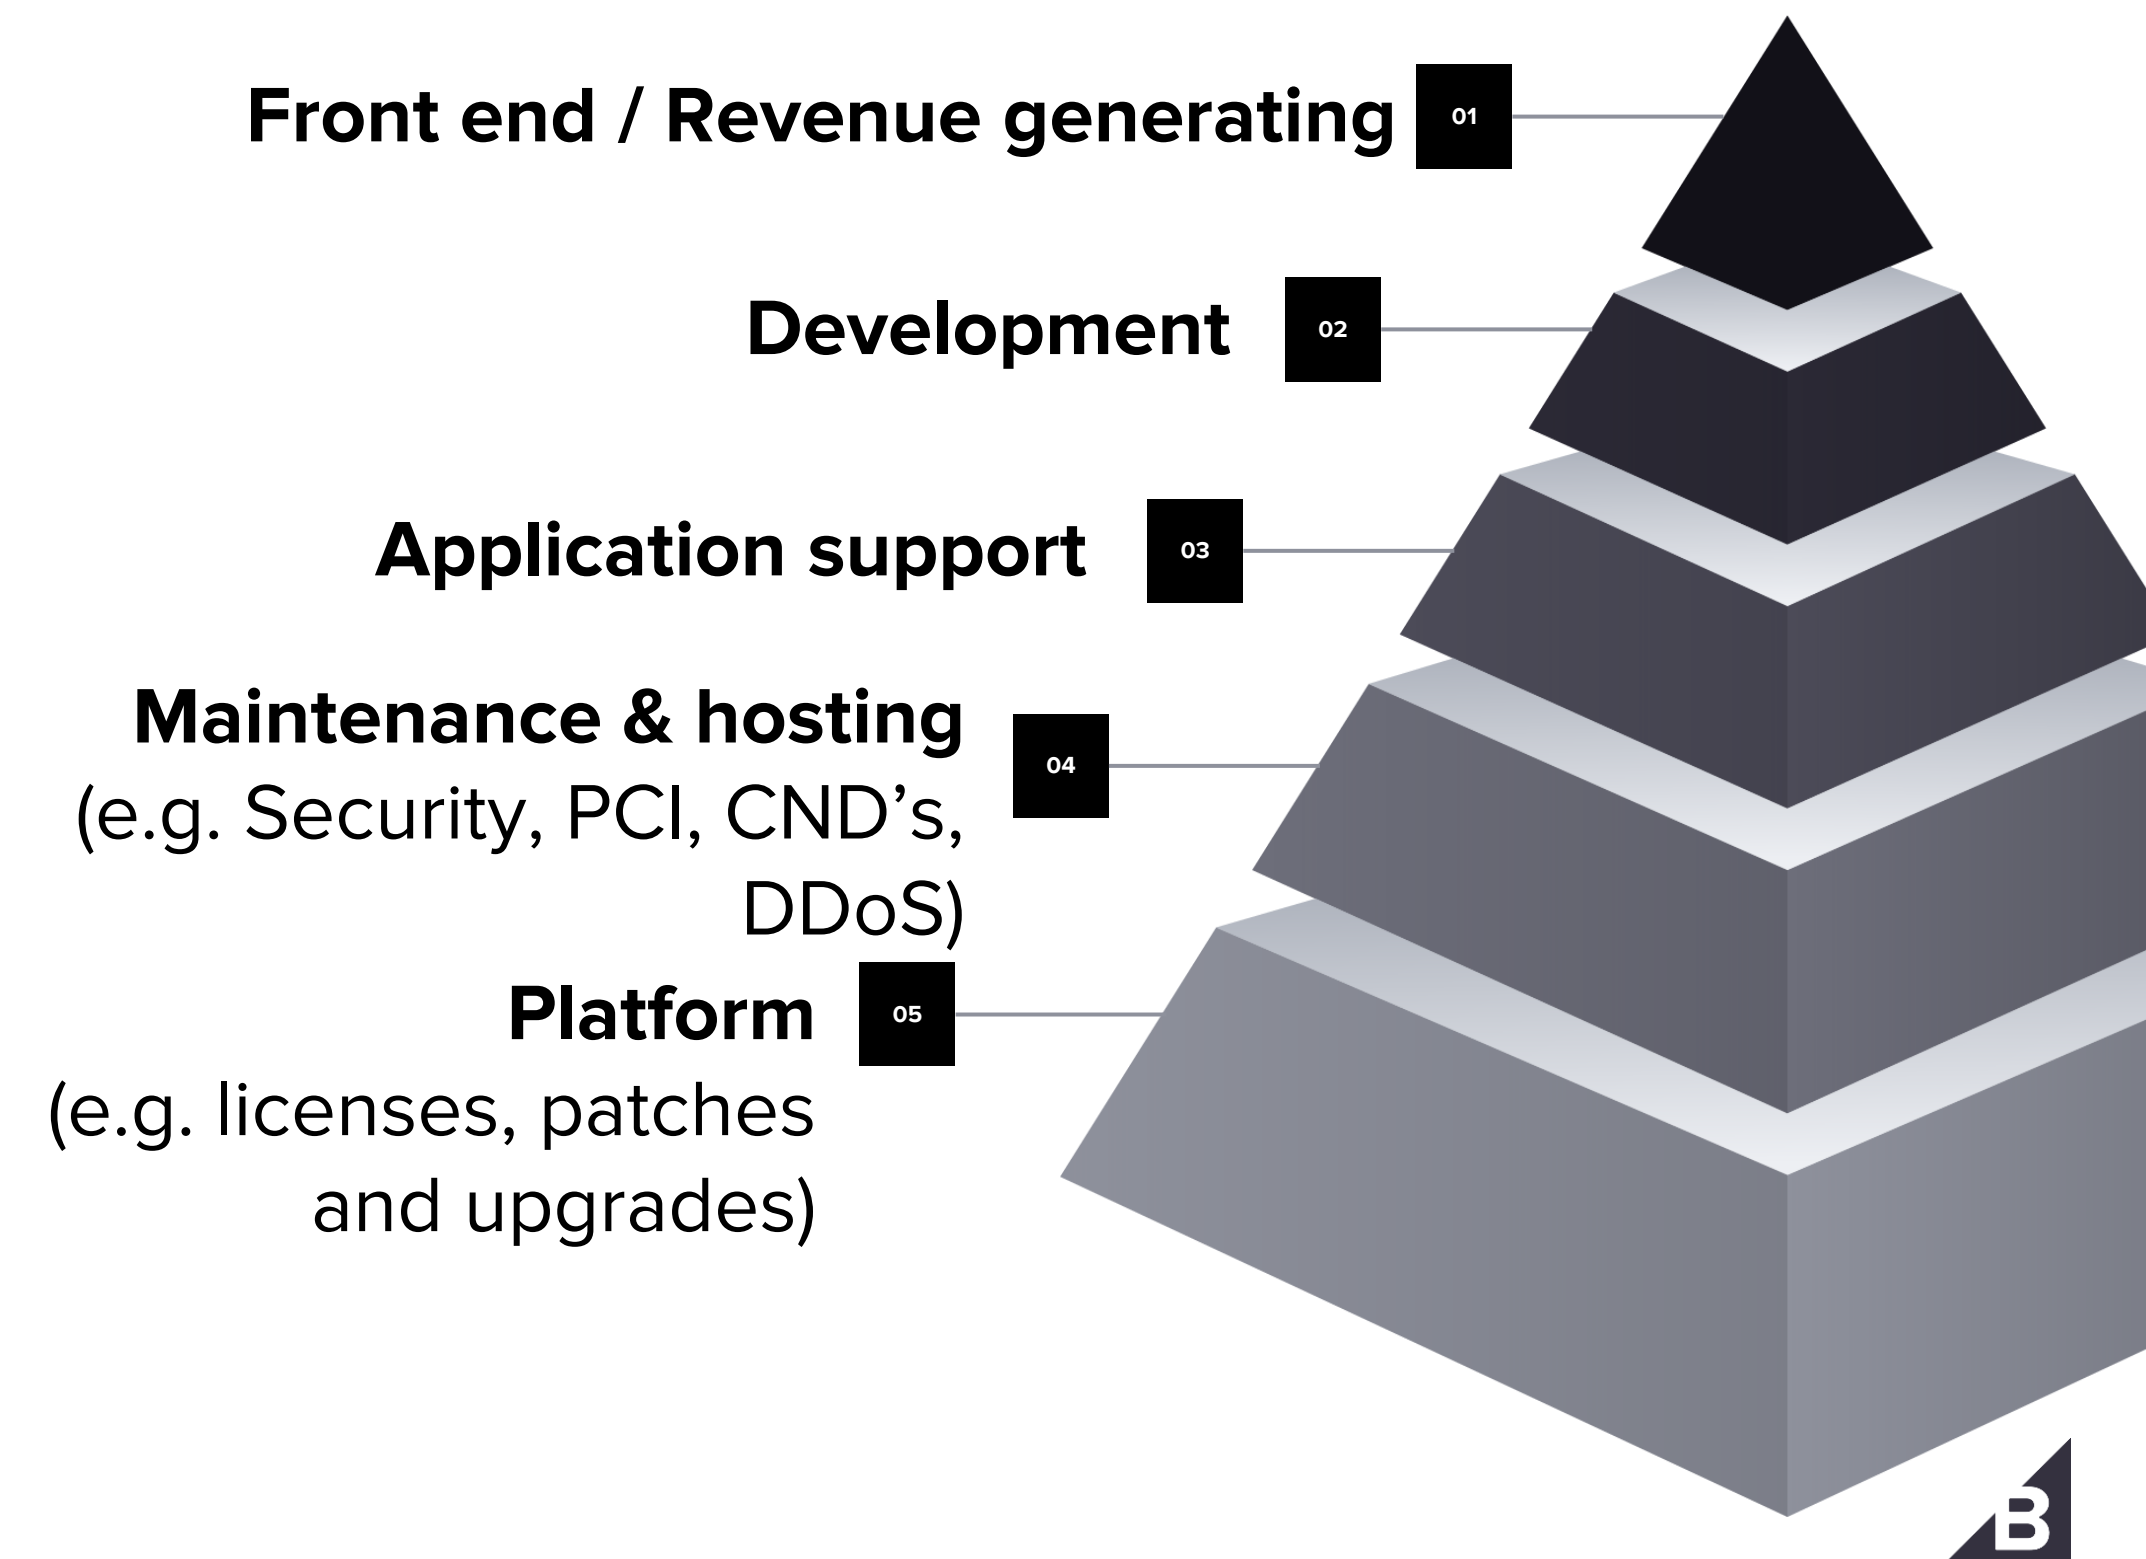 Front end / Revenue generating
01
Development
02
Application support
03
Maintenance & hosting
(e.g. Security, PCI, CND’s,
DDoS)
04
Platform
(e.g. licenses, patches
and upgrades)
05
B